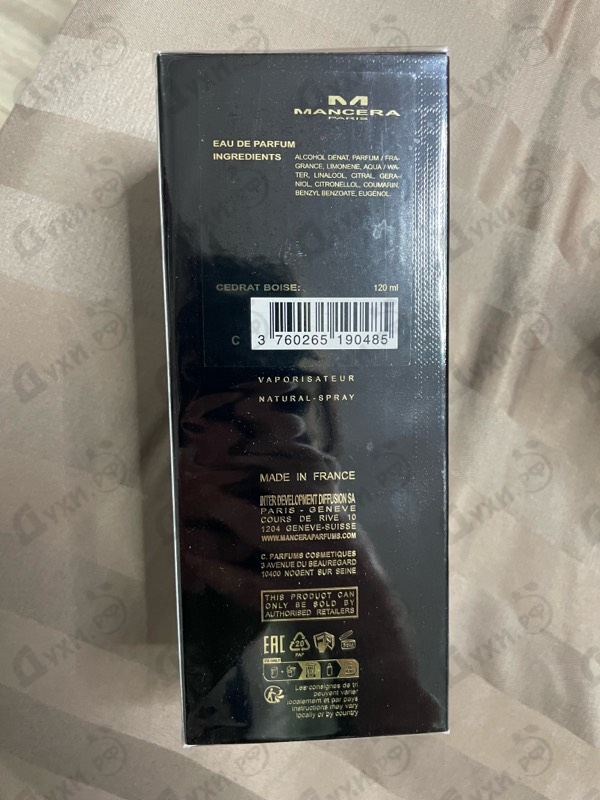 M
MANCERA
PARIS
EAU DE PARFUM
INGREDIENTS
ALCOHOL DENAT, PARFUM / FRA-
GRANCE, LIMONENE, AQUA / WA-
TER, LINALOOL, CITRAL, GERA-
NIOL, CITRONELLOL, COUMARIN,
BENZYL BENZOATE, EUGENOL.
CEDRAT BOISE: 120 ml
C 3 760265 190485
VAPORISATEUR
NATURAL-SPRAY
MADE IN FRANCE
INTER DEVELOPMENT DIFFUSION SA
PARIS - GENEVE
COURS DE RIVE 10
1204 GENEVE-SUISSE
WWW.MANCERAPARFUMS.COM
C. PARFUMS COSMETIQUES
3 AVENUE DU BEAUREGARD
10400 NOGENT SUR SEINE
THIS PRODUCT CAN
ONLY BE SOLD BY
AUTHORISED RETAILERS
EAC 20
PAP
Les consignes de tri
peuvent varier
localement et par pays
Instructions may vary
locally or by country
Духи.рф